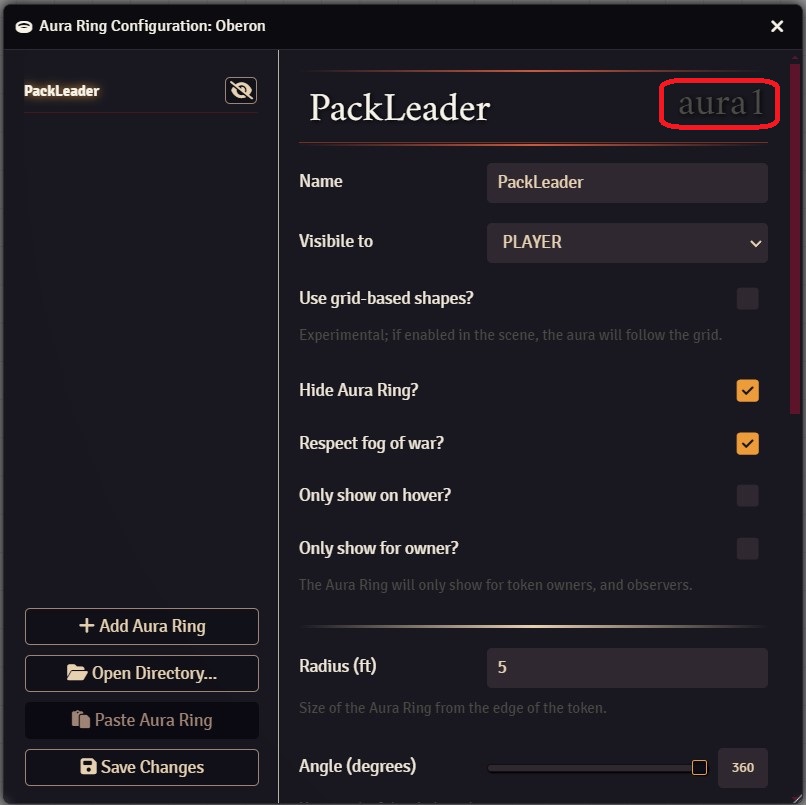 Aura Ring Configuration: Oberon
PackLeader
PackLeader
aura1
Name
PackLeader
Visibile to
PLAYER
Use grid-based shapes?
Experimental; if enabled in the scene, the aura will follow the grid.
Hide Aura Ring?
Respect fog of war?
Only show on hover?
Only show for owner?
The Aura Ring will only show for token owners, and observers.
Radius (ft)
5
Size of the Aura Ring from the edge of the token.
Angle (degrees)
360
Add Aura Ring
Open Directory...
Paste Aura Ring
Save Changes